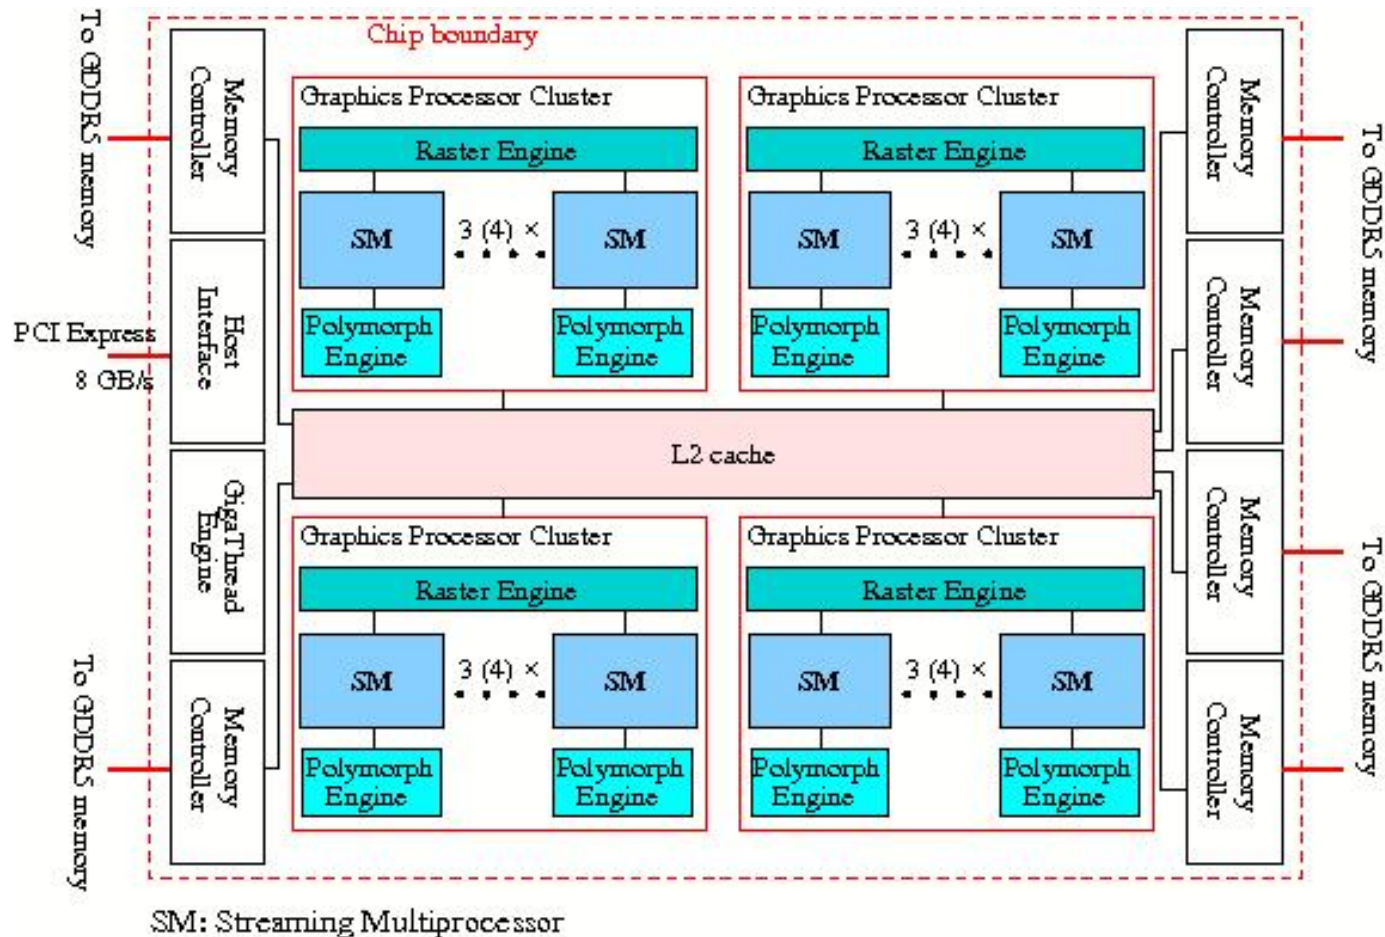 Chip boundary
To GDDR5 memory
Memory
Controller
Host
Interface
PCI Express
8 GB/s
GigaThread
Engine
Memory
Controller
To GDDR5 memory
Graphics Processor Cluster
Raster Engine
SM
3 (4) ×
SM
Polymorph
Engine
Polymorph
Engine
Graphics Processor Cluster
Raster Engine
SM
3 (4) ×
SM
Polymorph
Engine
Polymorph
Engine
L2 cache
Graphics Processor Cluster
Raster Engine
SM
3 (4) ×
SM
Polymorph
Engine
Polymorph
Engine
Graphics Processor Cluster
Raster Engine
SM
3 (4) ×
SM
Polymorph
Engine
Polymorph
Engine
Memory
Controller
Memory
Controller
Memory
Controller
Memory
Controller
To GDDR5 memory
To GDDR5 memory
SM: Streaming Multiprocessor